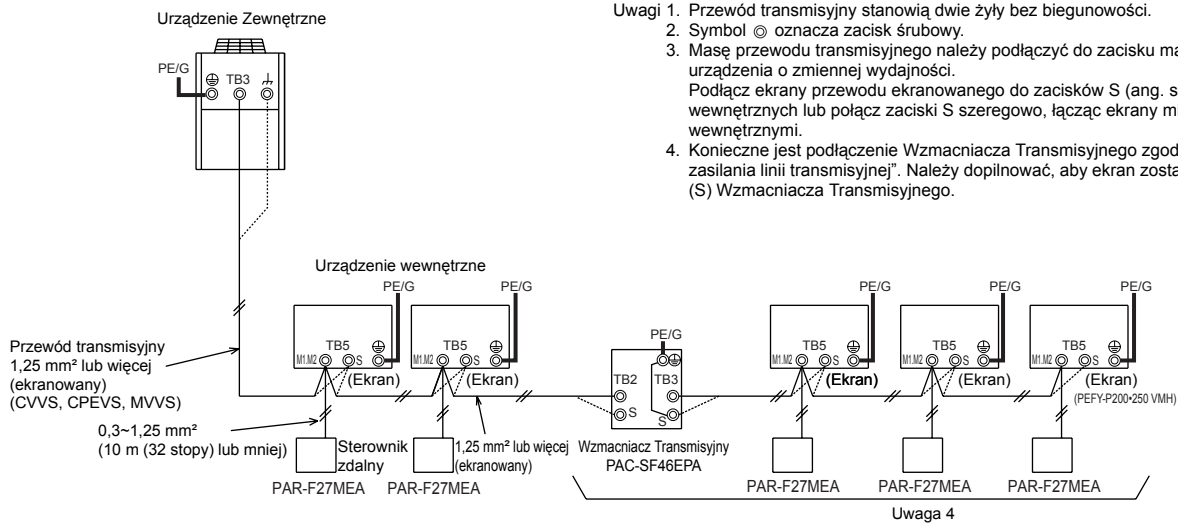 Urządzenie Zewnętrzne
PE/G
TB3
Uwagi 1. Przewód transmisyjny stanowią dwie żyły bez biegunowości.
2. Symbol ◎ oznacza zacisk śrubowy.
3. Masę przewodu transmisyjnego należy podłączyć do zacisku ma
urządzenia o zmiennej wydajności.
Podłącz ekrany przewodu ekranowanego do zacisków S (ang. s
wewnętrznych lub połącz zaciski S szeregowo, łącząc ekrany mi
wewnętrznymi.
4. Konieczne jest podłączenie Wzmacniacza Transmisyjnego zgod
zasilania linii transmisyjnej”. Należy dopilnować, aby ekran zosta
(S) Wzmacniacza Transmisyjnego.
Urządzenie wewnętrzne
PE/G
PE/G
PE/G
PE/G
PE/G
PE/G
Przewód transmisyjny
1,25 mm² lub więcej
(ekranowany)
(CVVS, CPEVS, MVVS)
TB5
M1.M2
S
(Ekran)
TB5
M1.M2
S
(Ekran)
TB2
TB3
S
S
TB5
M1.M2
S
(Ekran)
TB5
M1.M2
S
(Ekran)
TB5
M1.M2
S
(Ekran)
(PEFY-P200•250 VMH)
0,3~1,25 mm²
(10 m (32 stopy) lub mniej)
Sterownik
zdalny
1,25 mm² lub więcej
(ekranowany)
Wzmacniacz Transmisyjny
PAC-SF46EPA
PAR-F27MEA
PAR-F27MEA
PAR-F27MEA
PAR-F27MEA
PAR-F27MEA
Uwaga 4